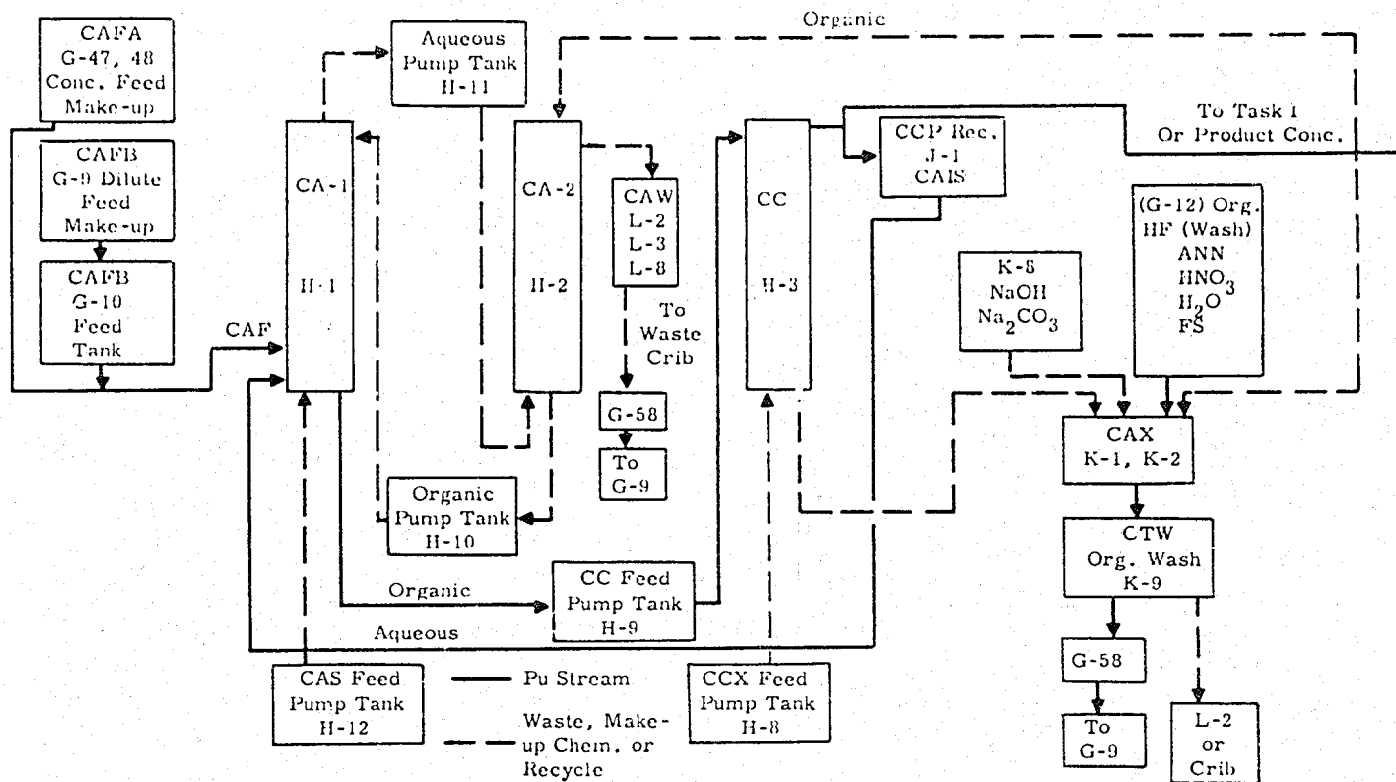 CAFA
G-47, 48
Conc. Feed
Make-up
CAFB
G-9 Dilute
Feed
Make-up
CAFB
G-10
Feed
Tank
CAF
CA-1
H-1
Aqueous
Pump Tank
H-11
Organic
CA-2
H-2
CAW
L-2
L-3
L-8
To
Waste
Crib
G-58
To
G-9
Organic
Pump Tank
H-10
CC
H-3
CCP Rec.
J-1
CAIS
To Task I
Or Product Conc.
K-8
NaOH
Na₂CO₃
(G-12) Org.
HF (Wash)
ANN
HNO₃
H₂O
FS
CAX
K-1, K-2
CTW
Org. Wash
K-9
G-58
To
G-9
L-2
or
Crib
Organic
CC Feed
Pump Tank
H-9
Aqueous
CAS Feed
Pump Tank
H-12
Pu Stream
Waste, Make-
up Chem. or
Recycle
CCX Feed
Pump Tank
H-8